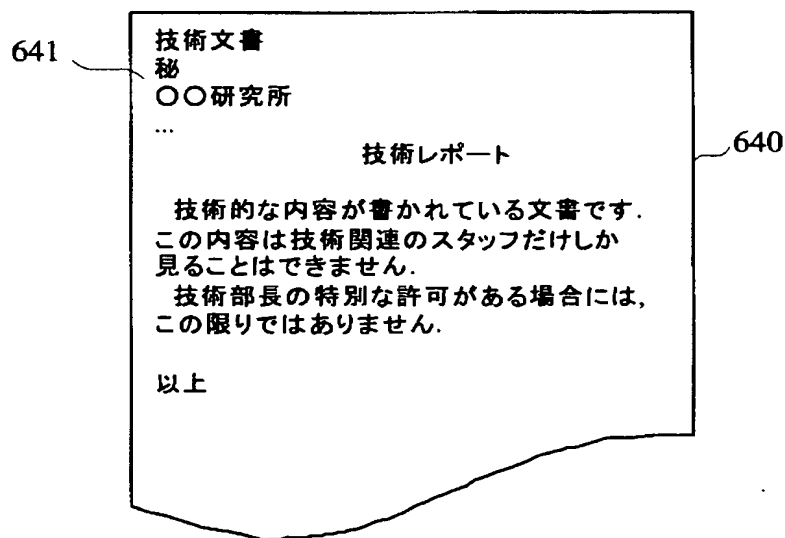 技術文書
641
秘
〇〇研究所
...
技術レポート
640
技術的な内容が書かれている文書です.
この内容は技術関連のスタッフだけしか
見ることはできません.
技術部長の特別な許可がある場合には,
この限りではありません.
以上